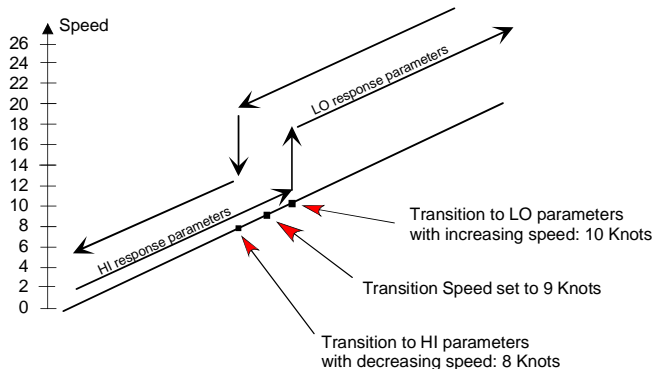 Speed
26
24
22
20
18
16
14
12
10
8
6
4
2
0
LO response parameters
HI response parameters
Transition to LO parameters
with increasing speed: 10 Knots
Transition Speed set to 9 Knots
Transition to HI parameters
with decreasing speed: 8 Knots